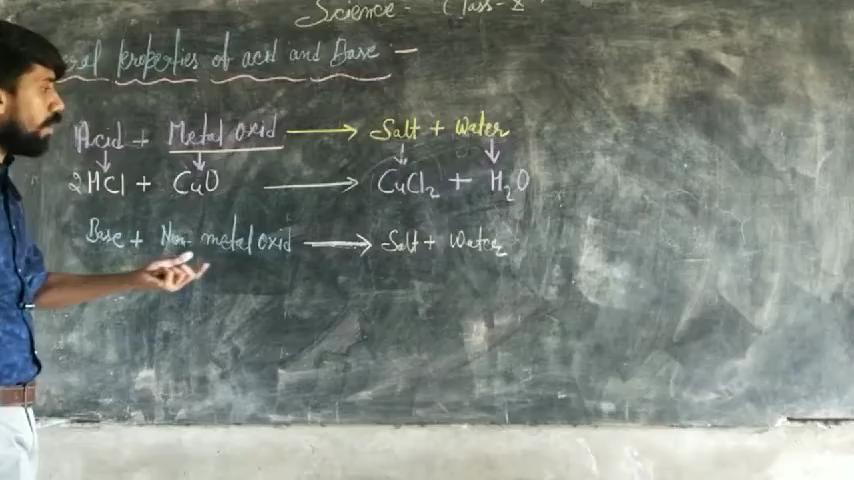 Science - Class-X
eral properties of acid and Base -
Acid + Metal oxid → Salt + Water
2HCl + CuO → CuCl₂ + H₂O
Base + Non-metal oxid → Salt + Water